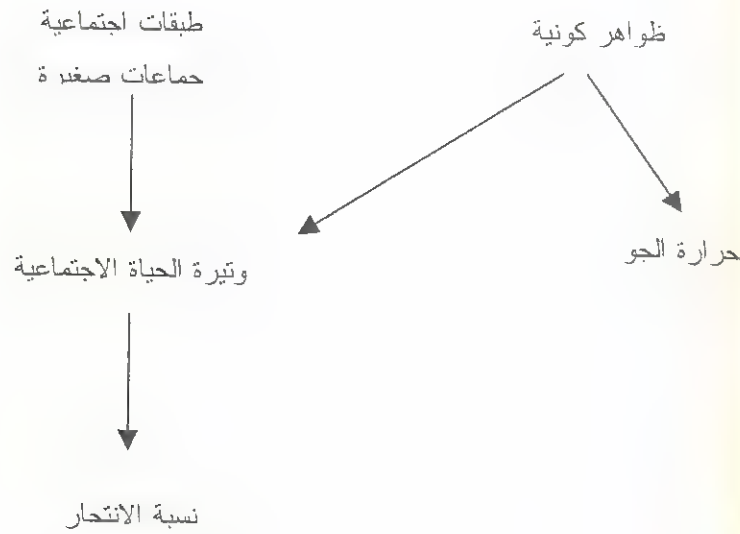 طبقات اجتماعية
جماعات صغيرة
ظواهر كونية
حرارة الجو
وتيرة الحياة الاجتماعية
نسبة الانتحار